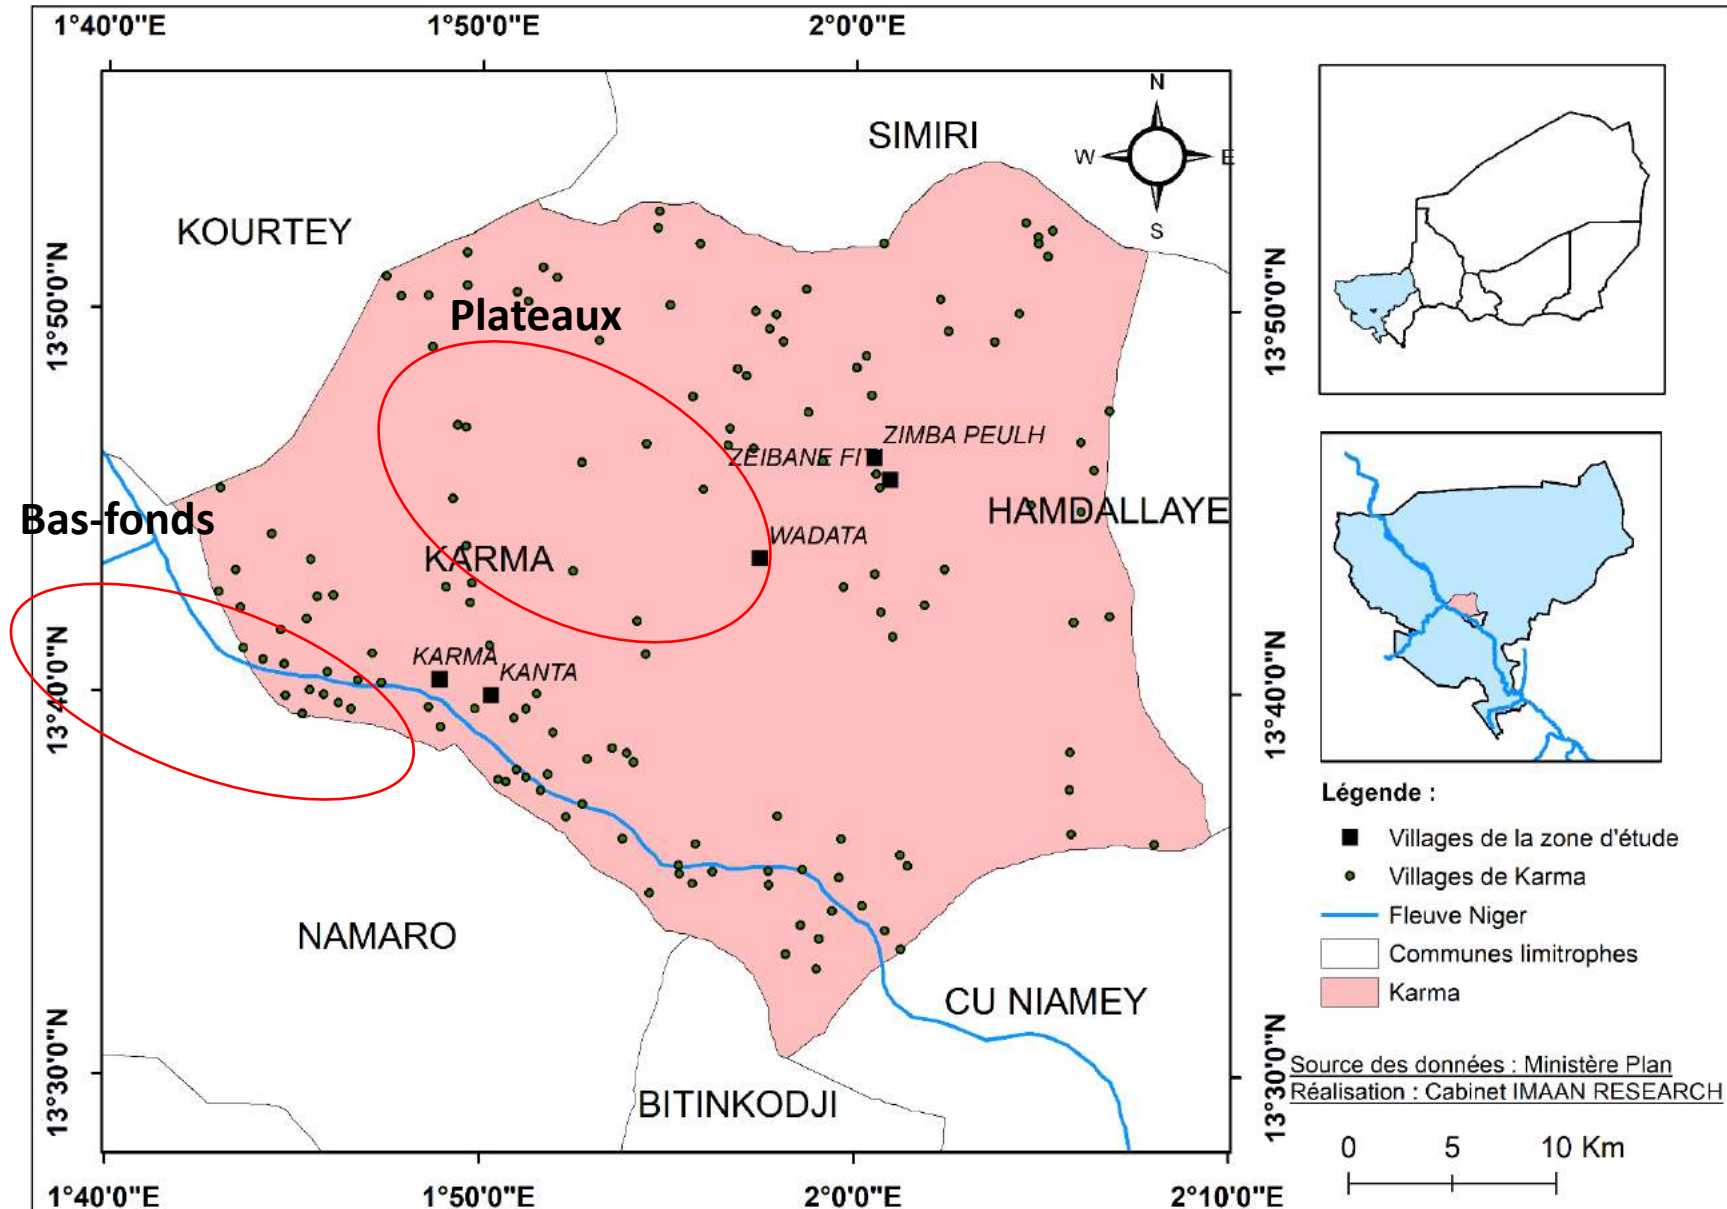 1°40'0"E 1°50'0"E 2°0'0"E
N
W E
S
SIMIRI
KOURTEY
13°50'0"N
13°50'0"N
Plateaux
ZIMBA PEULH
ZEIBANE FITI
HAMDALLAYE
Bas-fonds
WADATA
KARMA
KARMA
KANTA
13°40'0"N
13°40'0"N
NAMARO
CU NIAMEY
BITINKODJI
13°30'0"N
13°30'0"N
1°40'0"E 1°50'0"E 2°0'0"E 2°10'0"E
Légende :
Villages de la zone d'étude
Villages de Karma
Fleuve Niger
Communes limitrophes
Karma
Source des données : Ministère Plan
Réalisation : Cabinet IMAAN RESEARCH
0 5 10 Km